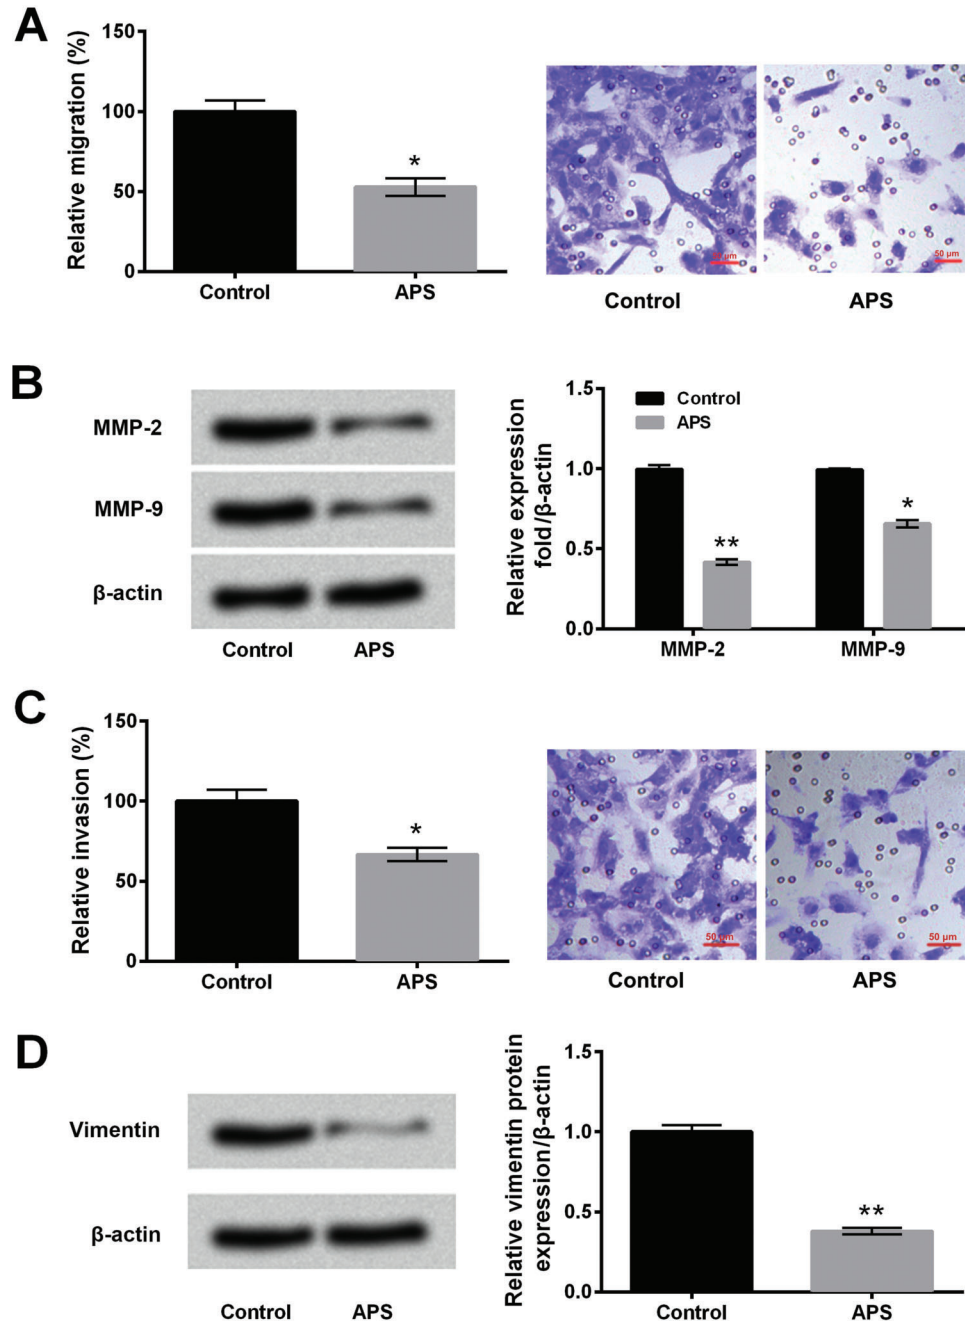 A
Relative migration (%)
150
100
50
0
*
Control
APS
50 µm
50 µm
Control
APS
B
MMP-2
MMP-9
β-actin
Control
APS
Relative expression
fold/β-actin
1.5
1.0
0.5
0.0
Control
APS
**
*
MMP-2
MMP-9
C
Relative invasion (%)
150
100
50
0
*
Control
APS
50 µm
50 µm
Control
APS
D
Vimentin
β-actin
Control
APS
Relative vimentin protein
expression/β-actin
1.5
1.0
0.5
0.0
**
Control
APS